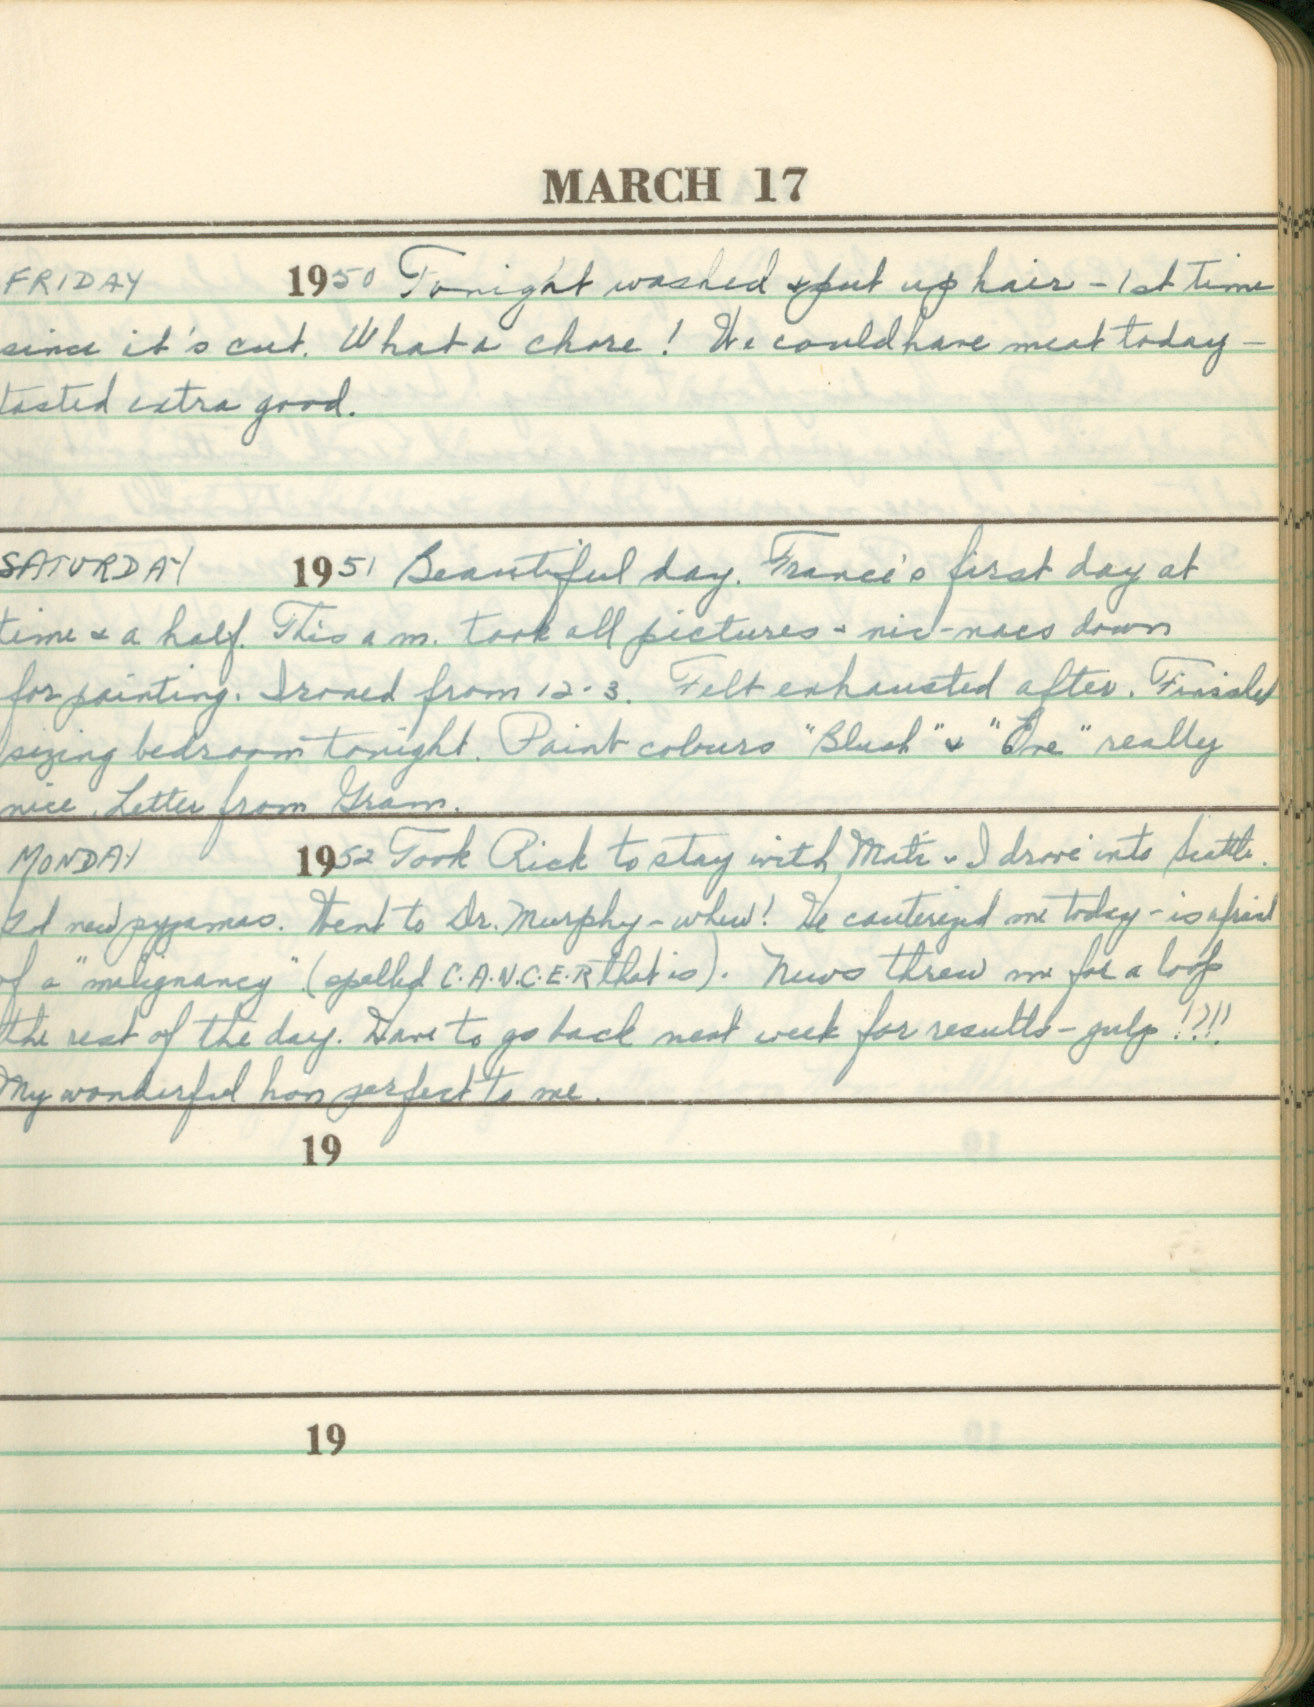 MARCH 17
FRIDAY 1950 Tonight washed & put up hair - 1st time
since it's cut. What a chore! We could have meat today -
tasted extra good.
SATURDAY 1951 Beautiful day. Francis's first day at
time & a half. This a.m. took all pictures & nic-nacs down
for painting. Ironed from 12-3. Felt exhausted after. Finished
sizing bedroom tonight. Paint colours "Blush" & "One" really
nice. Letter from Gram.
MONDAY 1952 Took Rick to stay with & I drove into Seattle.
new pyjamas. Went to Dr. Murphy - whew! He cauterized me today - is afraid
of a "malignancy" (spelled C.A.N.C.E.R that is). News threw me for a loop
the rest of the day. Have to go back next week for results - gulp!?!!
My wonderful hon perfect to me.
19
19